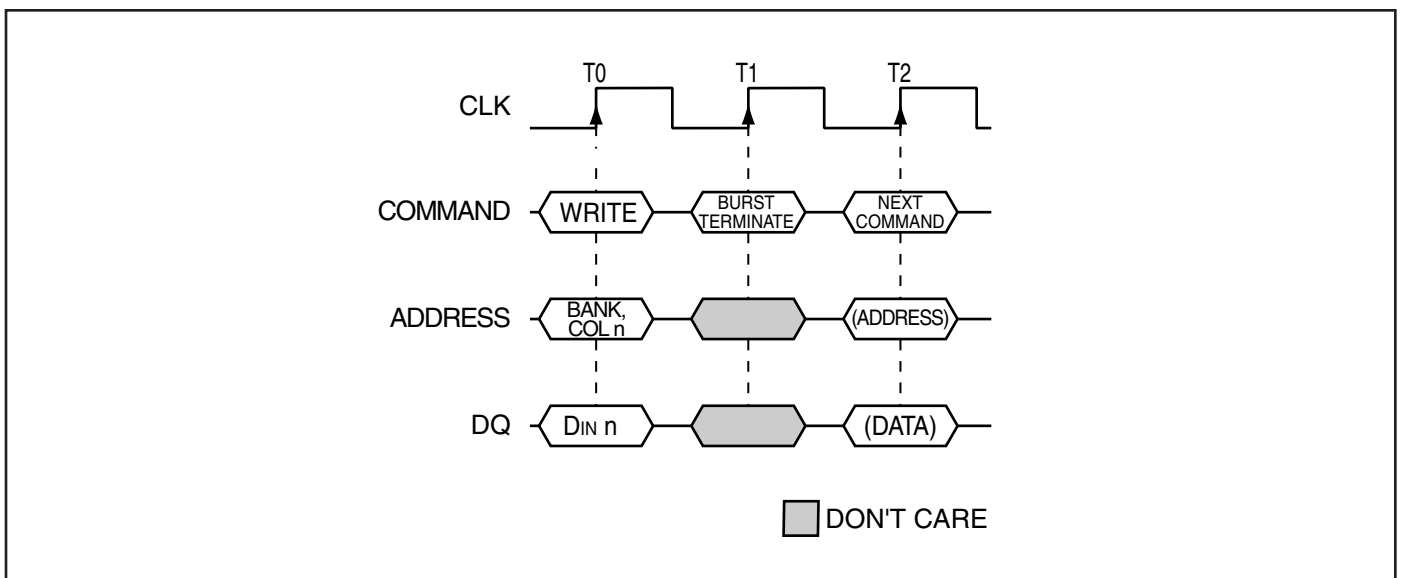 T0 T1 T2
CLK
COMMAND WRITE BURST TERMINATE NEXT COMMAND
ADDRESS BANK, COL n (ADDRESS)
DQ DIN n (DATA)
DON'T CARE